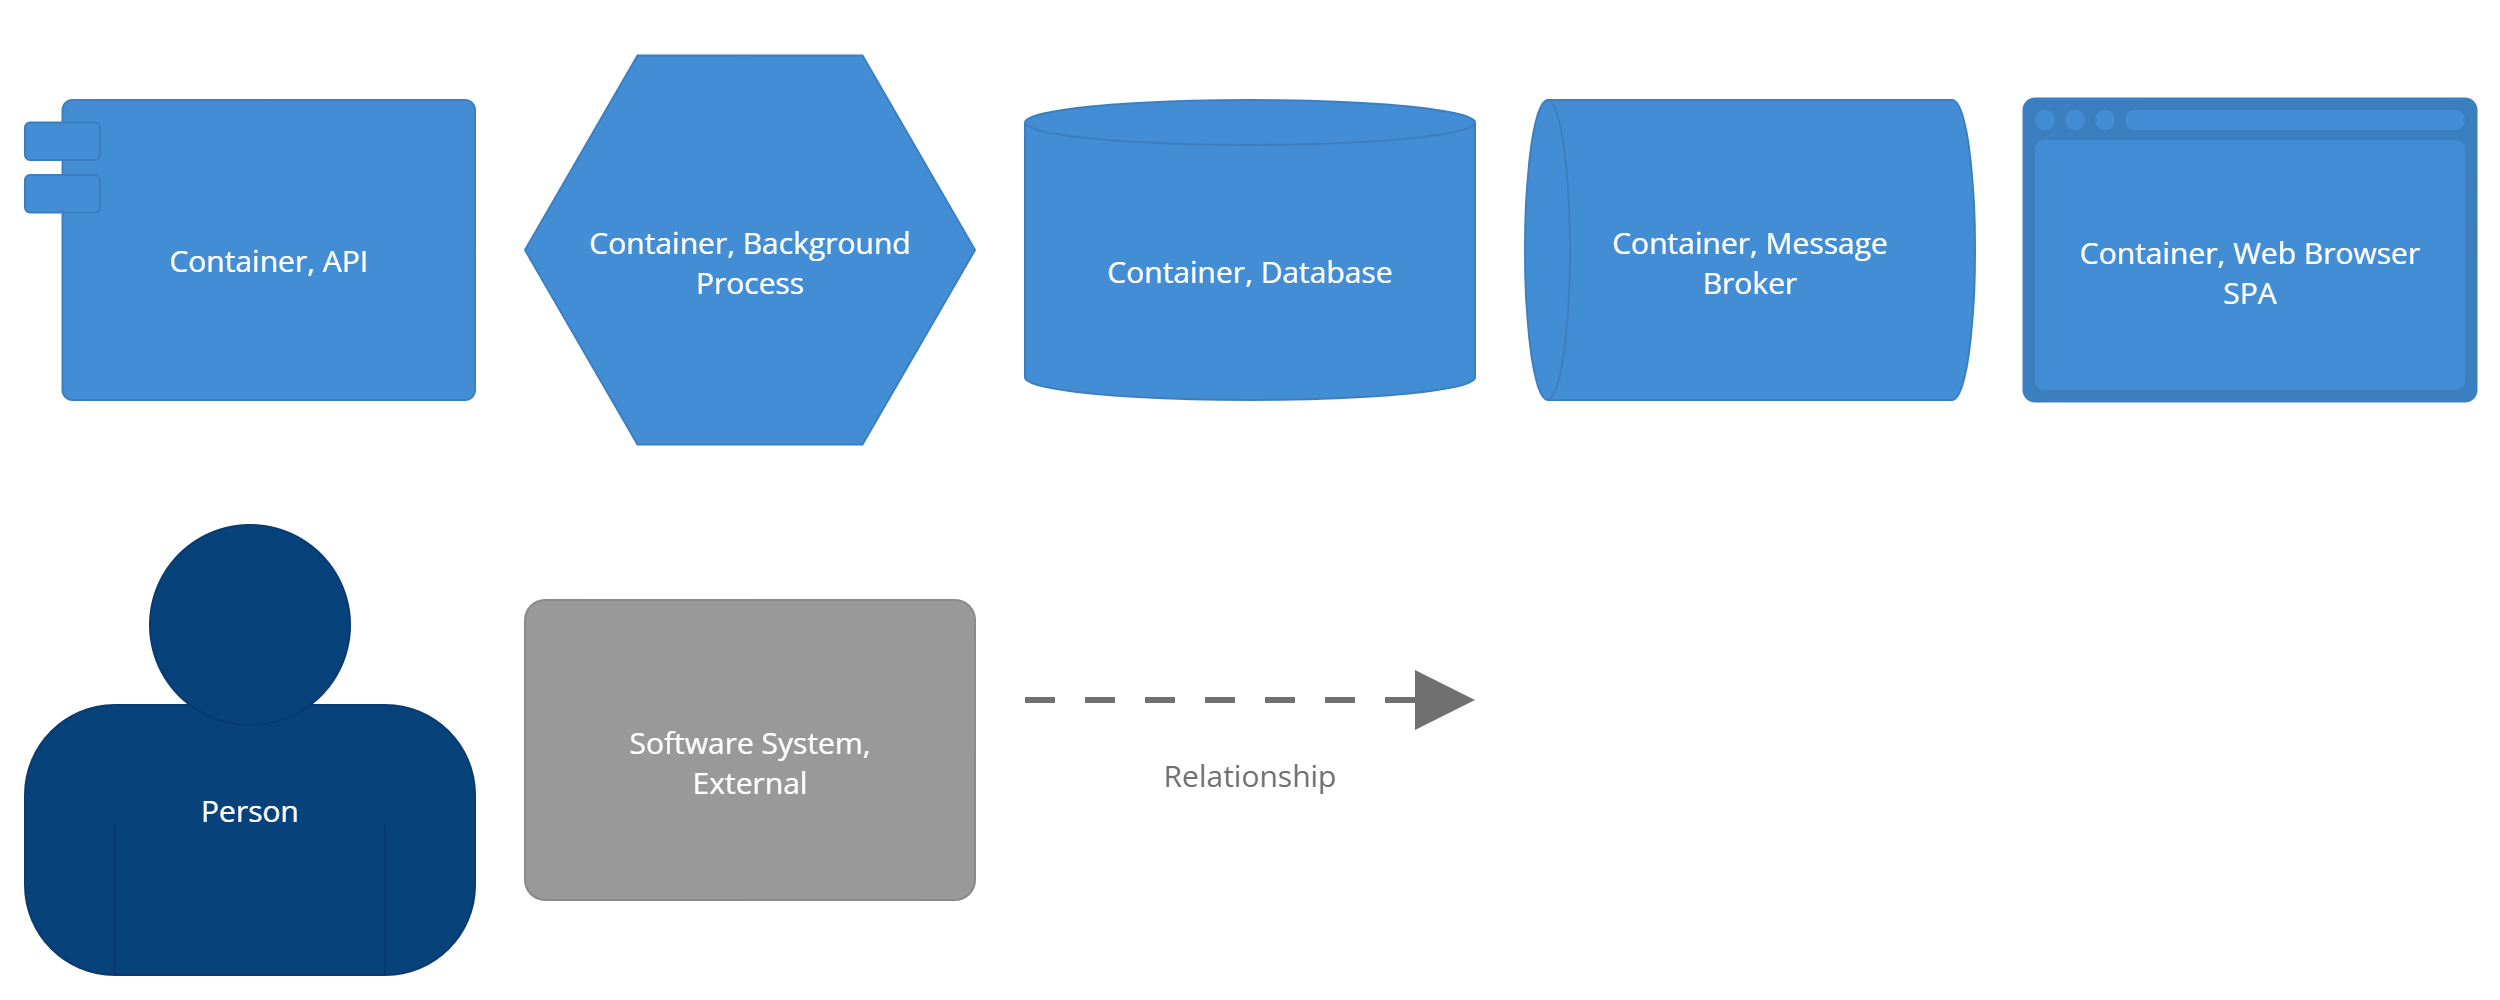 Container, API
Container, Background
Process
Container, Database
Container, Message
Broker
Container, Web Browser
SPA
Person
Software System,
External
Relationship